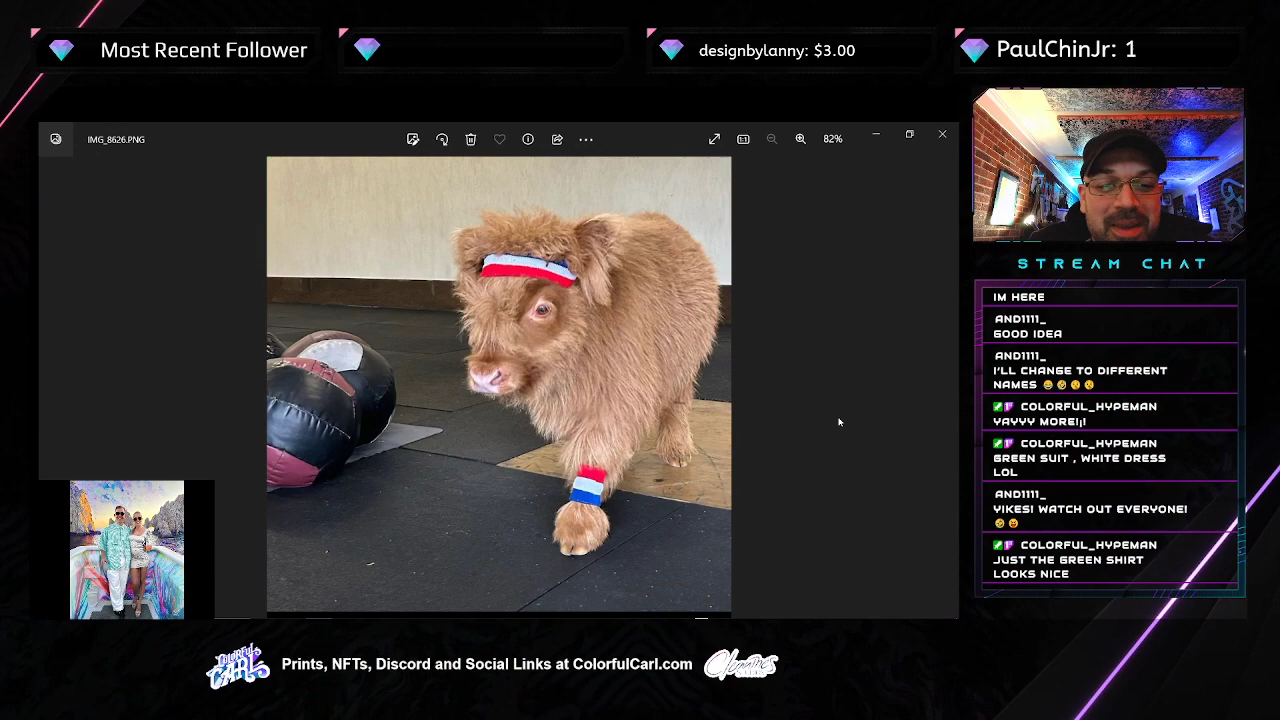 Most Recent Follower
designbylanny: $3.00
PaulChinJr: 1
IMG_8626.PNG
82%
STREAM CHAT
IM HERE
AND1111_
GOOD IDEA
AND1111_
I'LL CHANGE TO DIFFERENT
NAMES 😂🤣😯😯
COLORFUL_HYPEMAN
YAYYY MORE!¡!
COLORFUL_HYPEMAN
GREEN SUIT , WHITE DRESS
LOL
AND1111_
YIKES! WATCH OUT EVERYONE!
🤣😝
COLORFUL_HYPEMAN
JUST THE GREEN SHIRT
LOOKS NICE
COLORFUL
CARL
Prints, NFTs, Discord and Social Links at ColorfulCarl.com